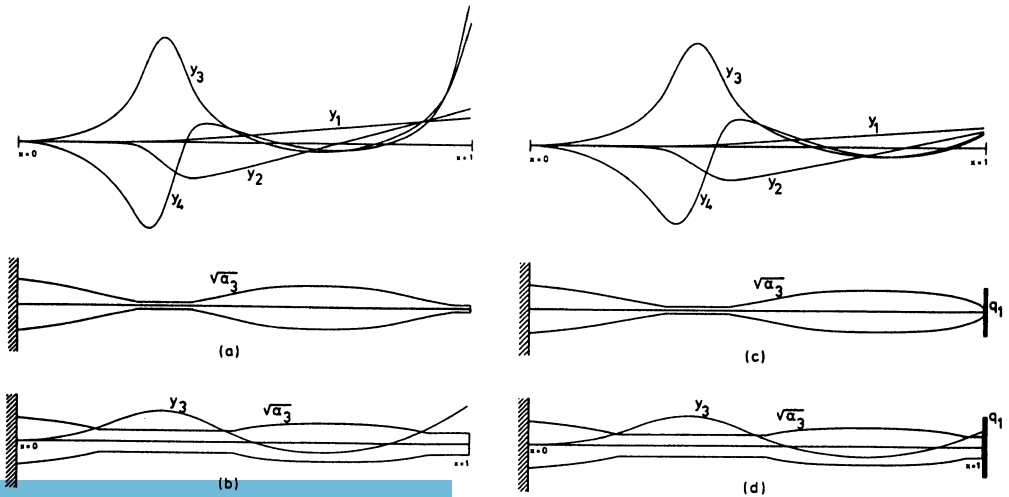 y3
y1
x=0
x=1
y2
y4
√α3
(a)
y3
√α3
x=0
x=1
(b)
y3
y1
x=0
x=1
y2
y4
√α3
q1
(c)
y3
√α3
q1
x=0
x=1
(d)